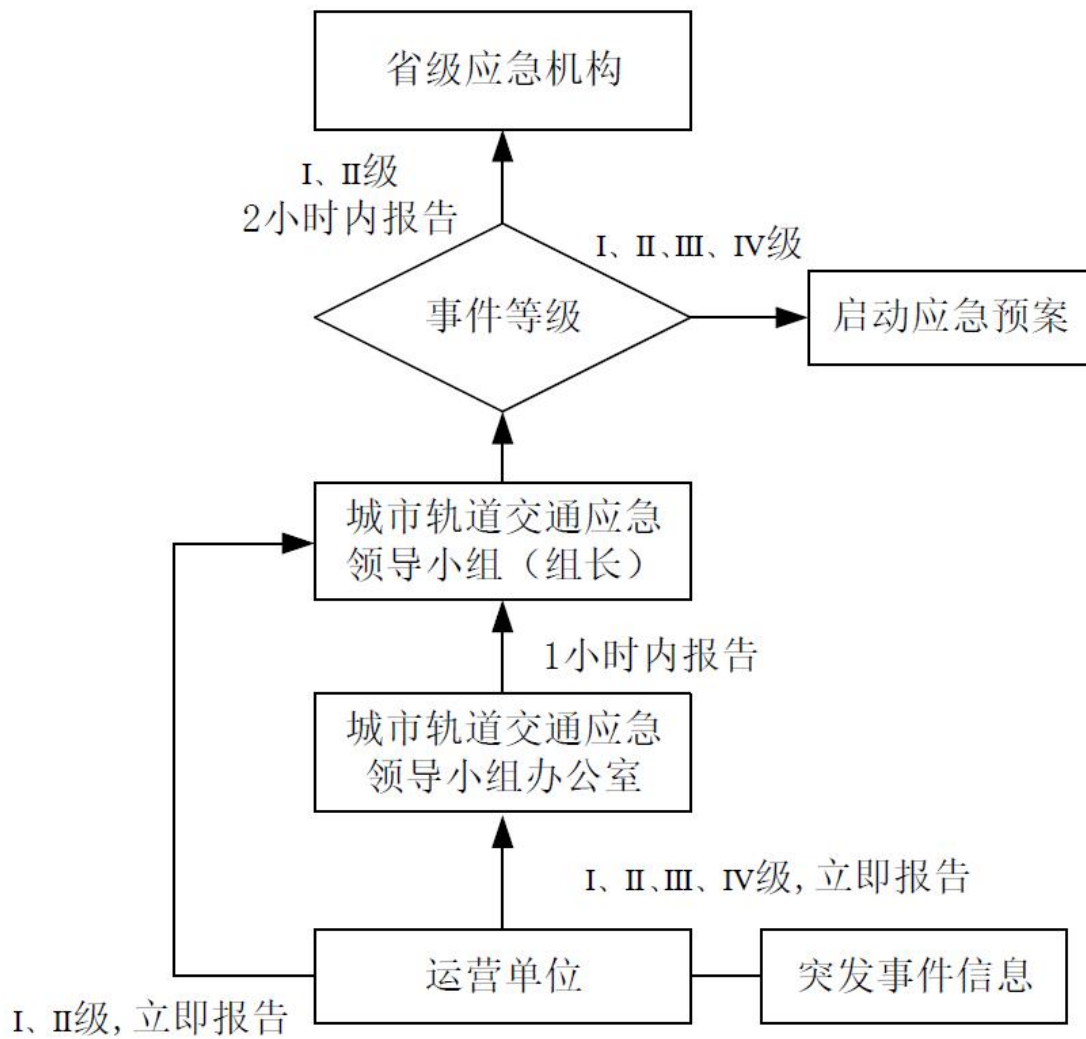 省级应急机构
I、II级
2小时内报告
I、II、III、IV级
事件等级
启动应急预案
城市轨道交通应急
领导小组（组长）
1小时内报告
城市轨道交通应急
领导小组办公室
I、II、III、IV级,立即报告
运营单位
突发事件信息
I、II级,立即报告